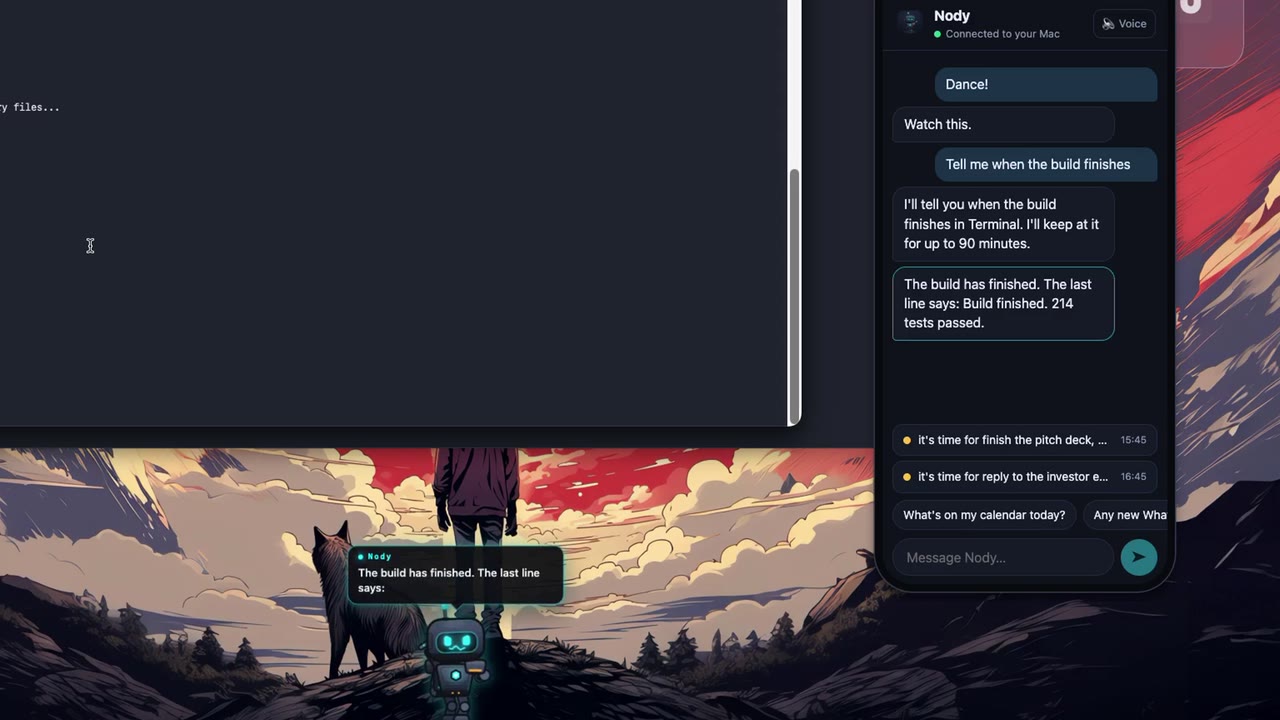 ry files...
Nody
Connected to your Mac
Voice
Dance!
Watch this.
Tell me when the build finishes
I'll tell you when the build
finishes in Terminal. I'll keep at it
for up to 90 minutes.
The build has finished. The last
line says: Build finished. 214
tests passed.
it's time for finish the pitch deck, ... 15:45
it's time for reply to the investor e... 16:45
What's on my calendar today?
Any new Wha
Message Nody...
Nody
The build has finished. The last line
says: